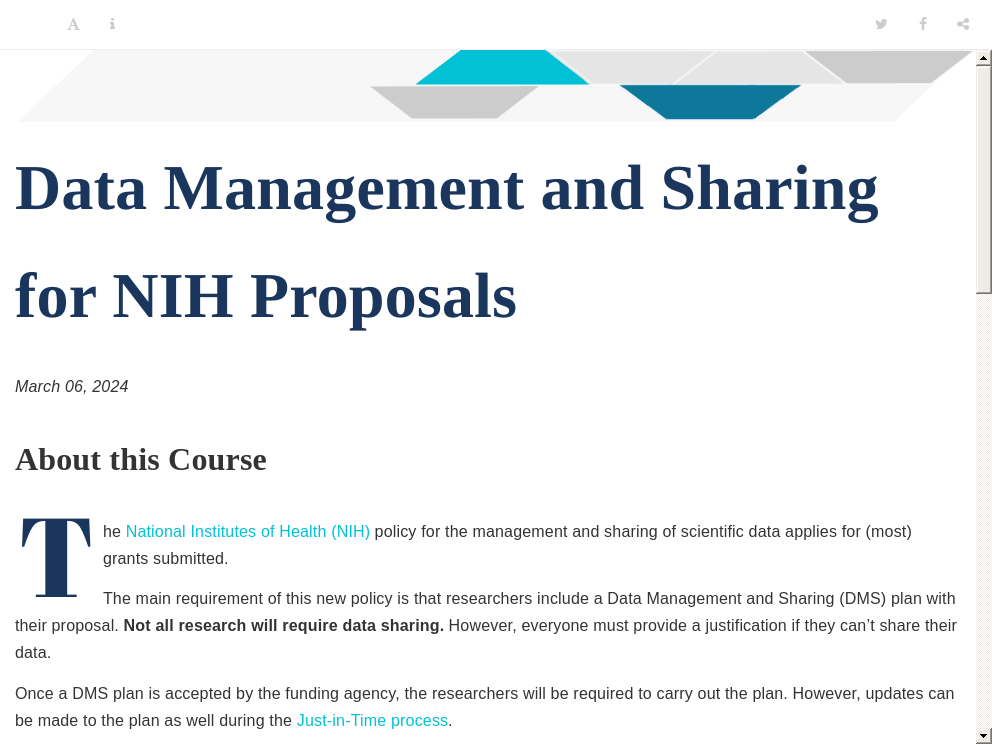 Data Management and Sharing
for NIH Proposals
March 06, 2024
About this Course
The National Institutes of Health (NIH) policy for the management and sharing of scientific data applies for (most)
grants submitted.
The main requirement of this new policy is that researchers include a Data Management and Sharing (DMS) plan with
their proposal. Not all research will require data sharing. However, everyone must provide a justification if they can’t share their
data.
Once a DMS plan is accepted by the funding agency, the researchers will be required to carry out the plan. However, updates can
be made to the plan as well during the Just-in-Time process.